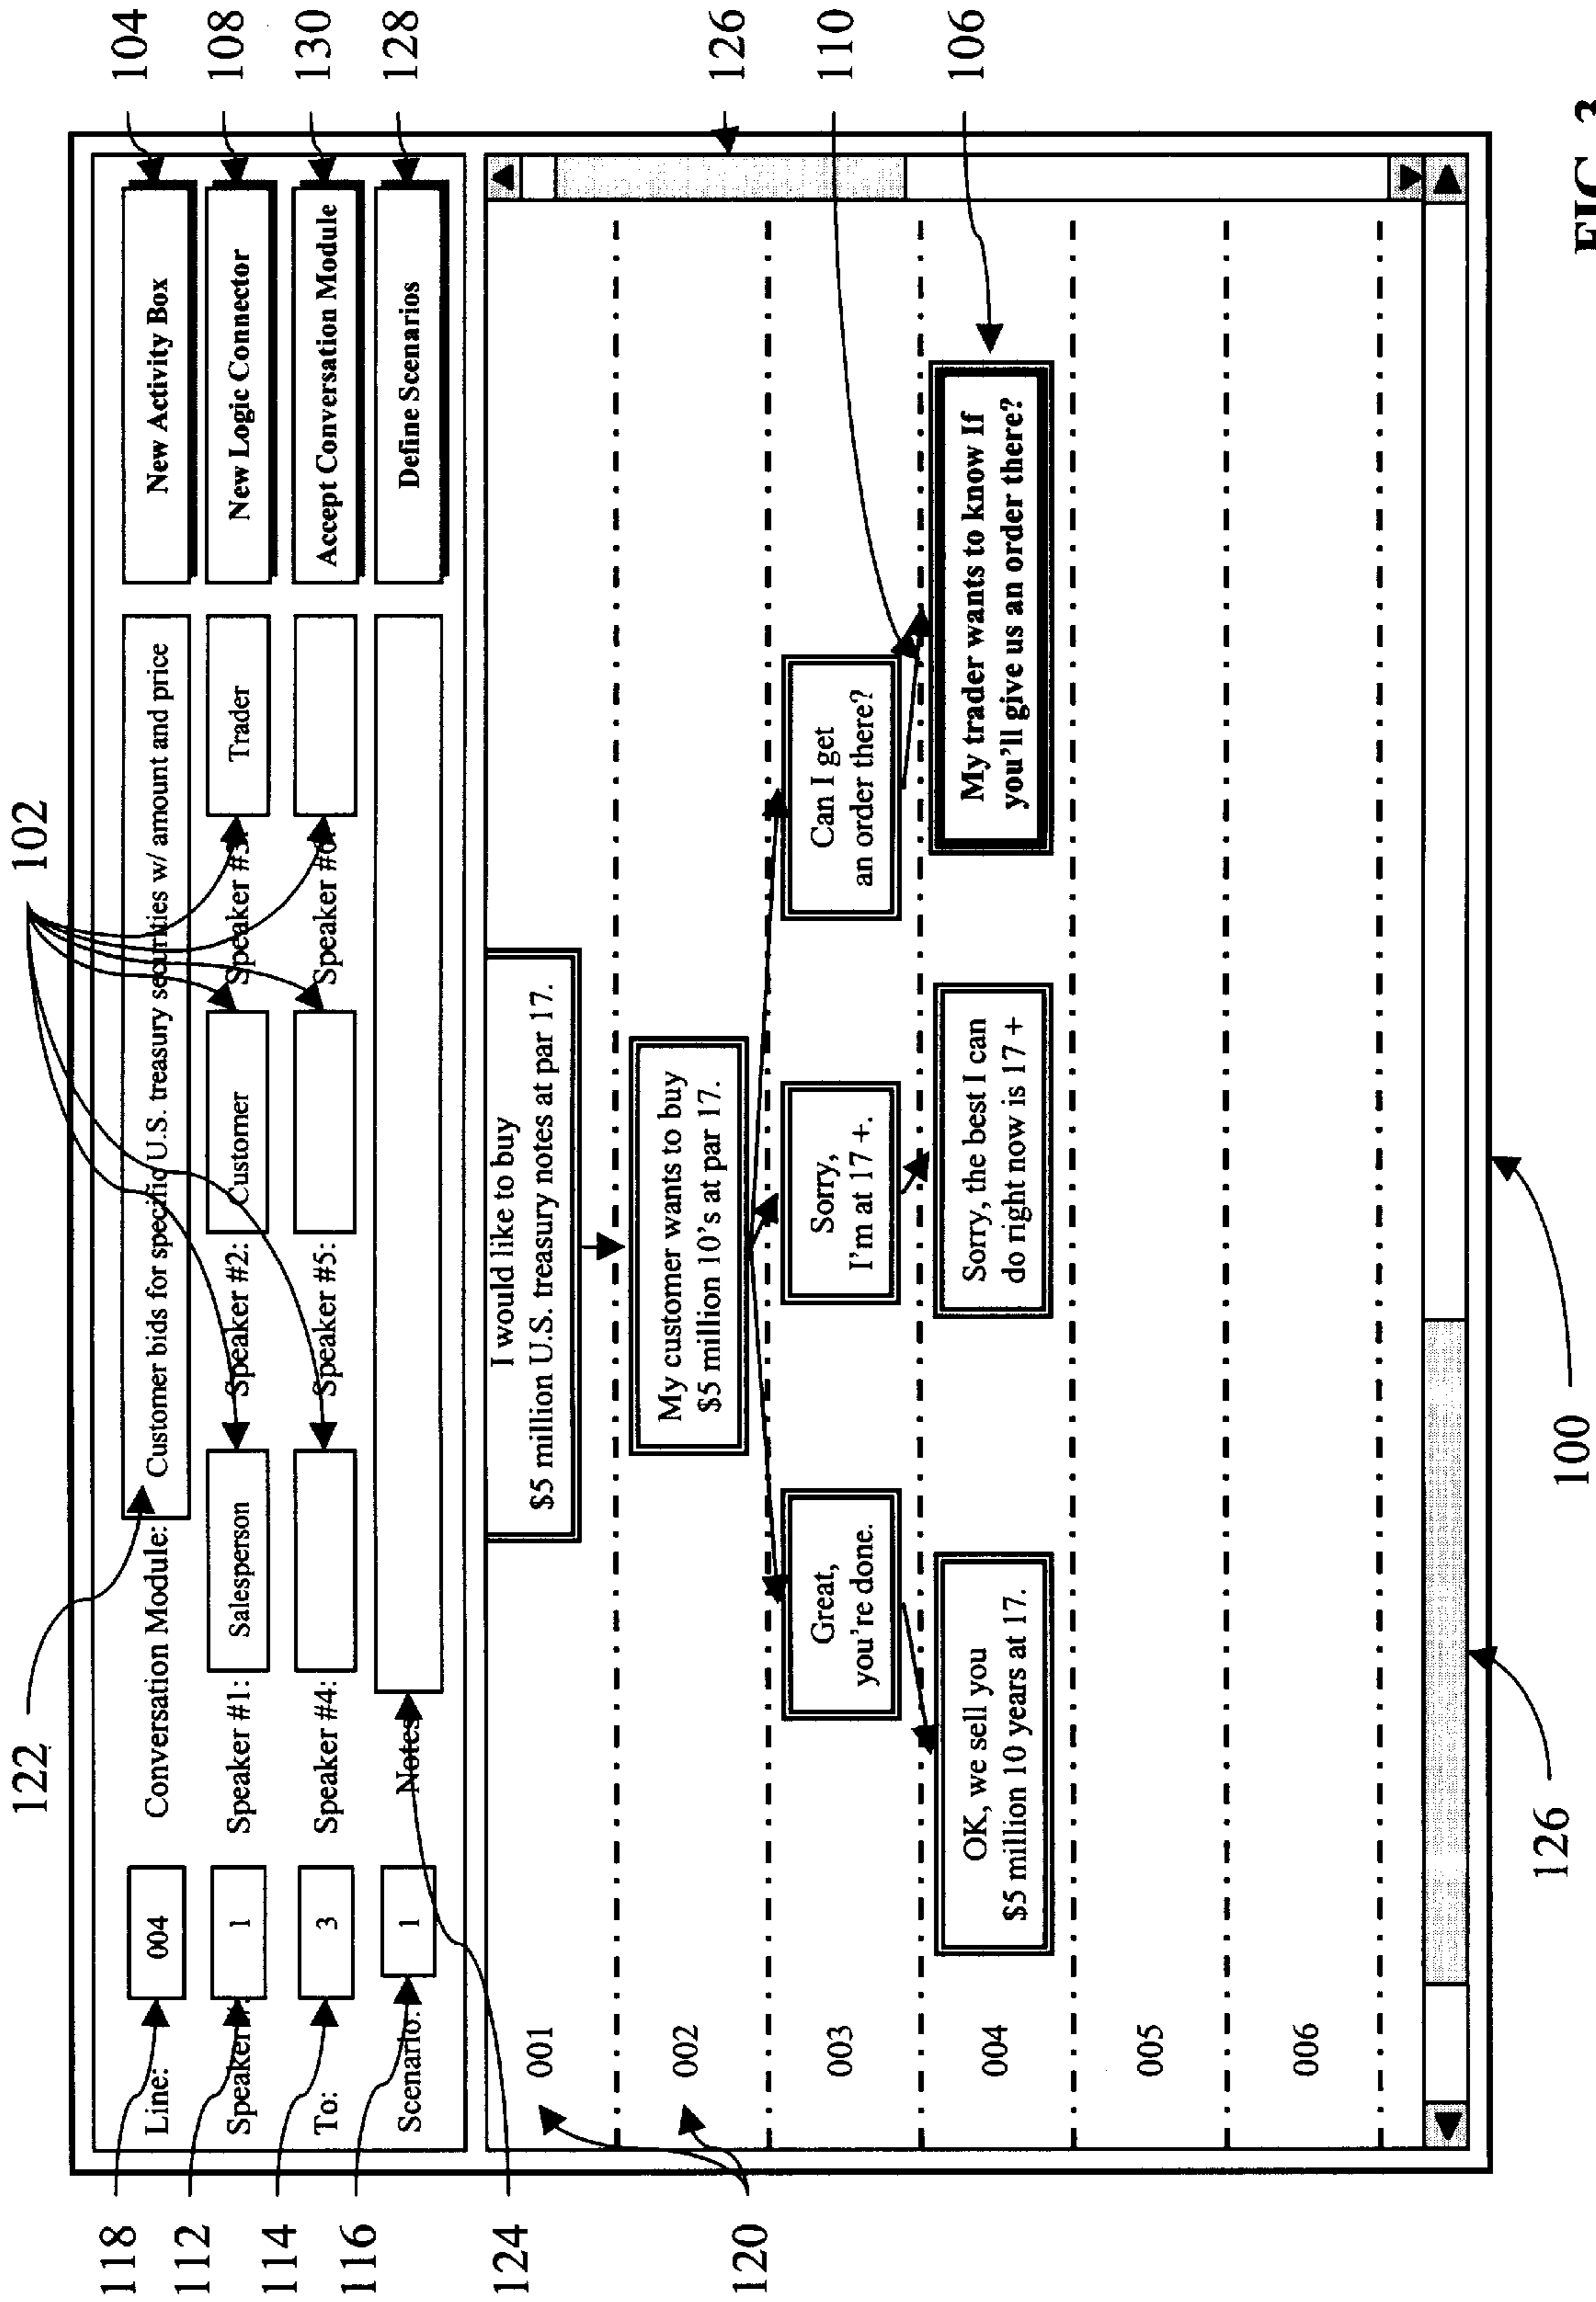 122
102
118
Line:
004
Conversation Module:
Customer bids for specific U.S. treasury securities w/ amount and price
New Activity Box
104
112
Speaker#:
1
Speaker #1:
Salesperson
Speaker #2:
Customer
Speaker #3:
Trader
New Logic Connector
108
114
To:
3
Speaker #4:
Speaker #5:
Speaker #6:
Accept Conversation Module
130
116
Scenario:
1
Notes
Define Scenarios
128
124
001
I would like to buy
$5 million U.S. treasury notes at par 17.
002
My customer wants to buy
$5 million 10's at par 17.
126
120
003
Great,
you're done.
Sorry,
I'm at 17 +.
Can I get
an order there?
110
004
OK, we sell you
$5 million 10 years at 17.
Sorry, the best I can
do right now is 17 +
My trader wants to know If
you'll give us an order there?
106
005
006
126
100
FIG. 3